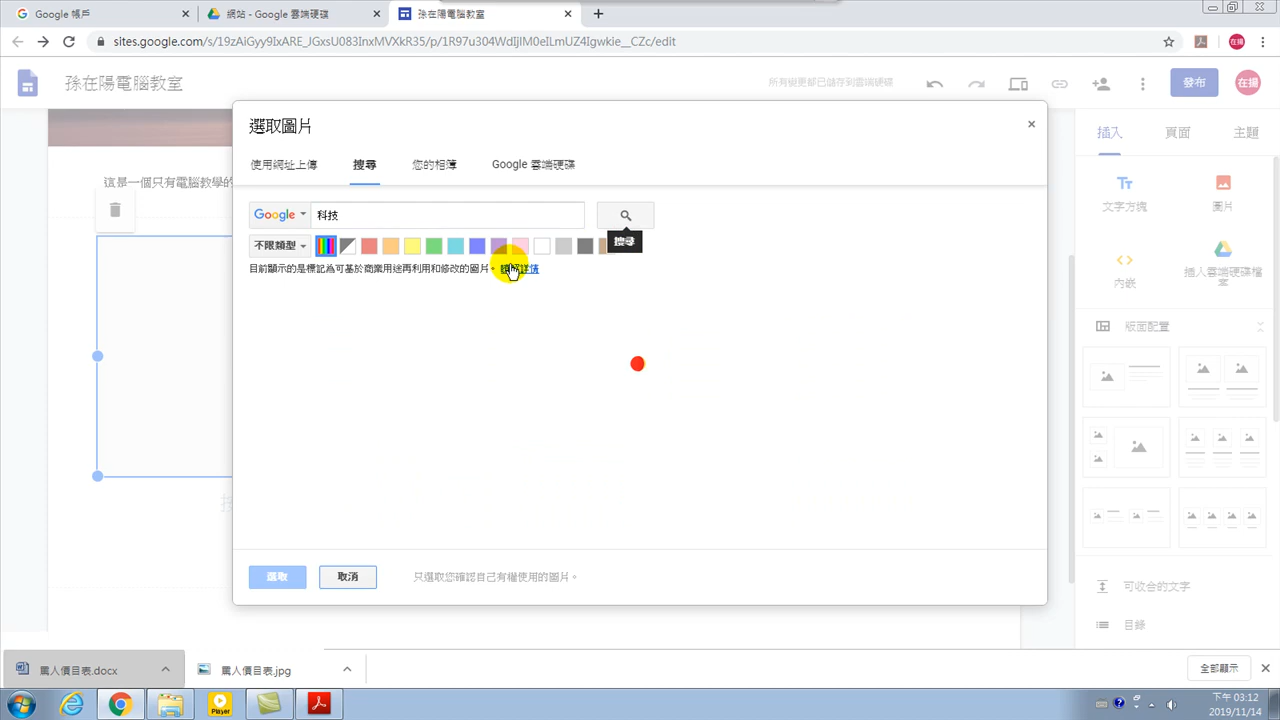 Google 帳戶
網站 - Google 雲端硬碟
孫在陽電腦教室
sites.google.com/s/19zAiGyy9IxARE_JGxsU083InxMVXkR35/p/1R97u304WdIjlM0eILmUZ4Igwkie__CZc/edit
在揚
孫在陽電腦教室
所有變更都已儲存到雲端硬碟
發布
在揚
選取圖片
插入
頁面
主題
使用網址上傳
搜尋
您的相簿
Google 雲端硬碟
這是一個只有電腦教學的
文字方塊
圖片
Google
科技
搜尋
不限類型
目前顯示的是標記為可基於商業用途再利用和修改的圖片。
瞭解詳情
內嵌
插入雲端硬碟檔案
版面配置
選取
取消
只選取您確認自己有權使用的圖片。
可收合的文字
目錄
罵人價目表.docx
罵人價目表.jpg
全部顯示
Player
下午 03:12
2019/11/14